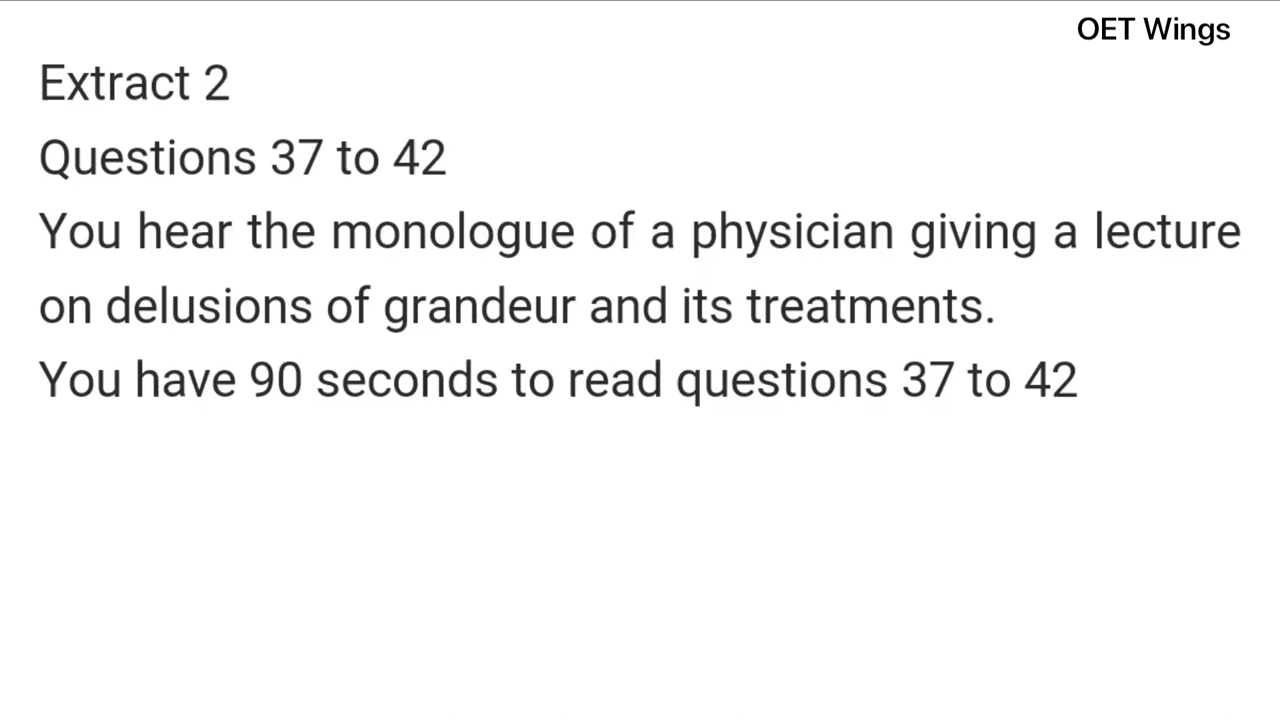 OET Wings
Extract 2
Questions 37 to 42
You hear the monologue of a physician giving a lecture
on delusions of grandeur and its treatments.
You have 90 seconds to read questions 37 to 42